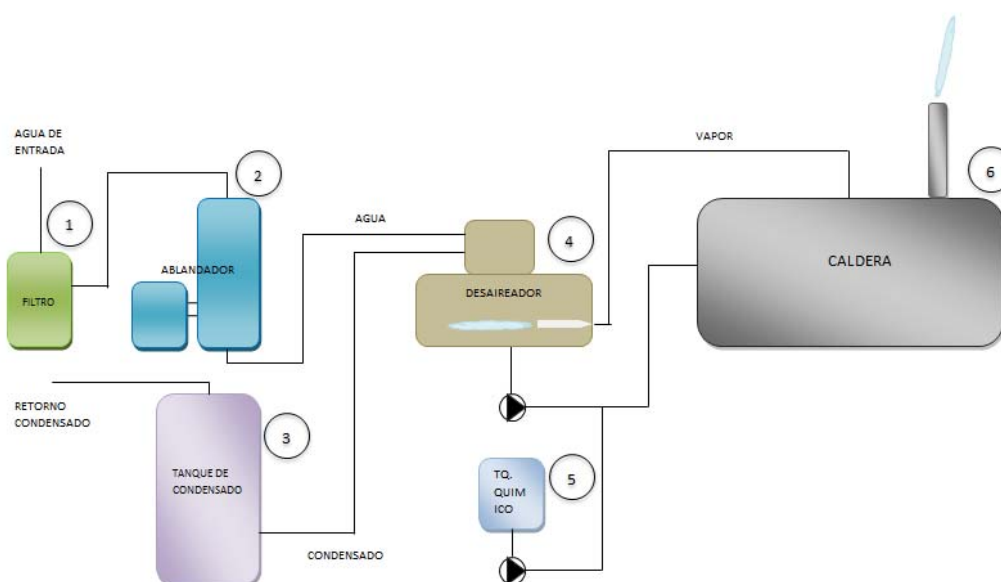 AGUA DE
ENTRADA
1
FILTRO
2
ABLANDADOR
RETORNO
CONDENSADO
3
TANQUE DE
CONDENSADO
CONDENSADO
AGUA
4
DESAIREADOR
5
TQ.
QUIM
ICO
VAPOR
6
CALDERA